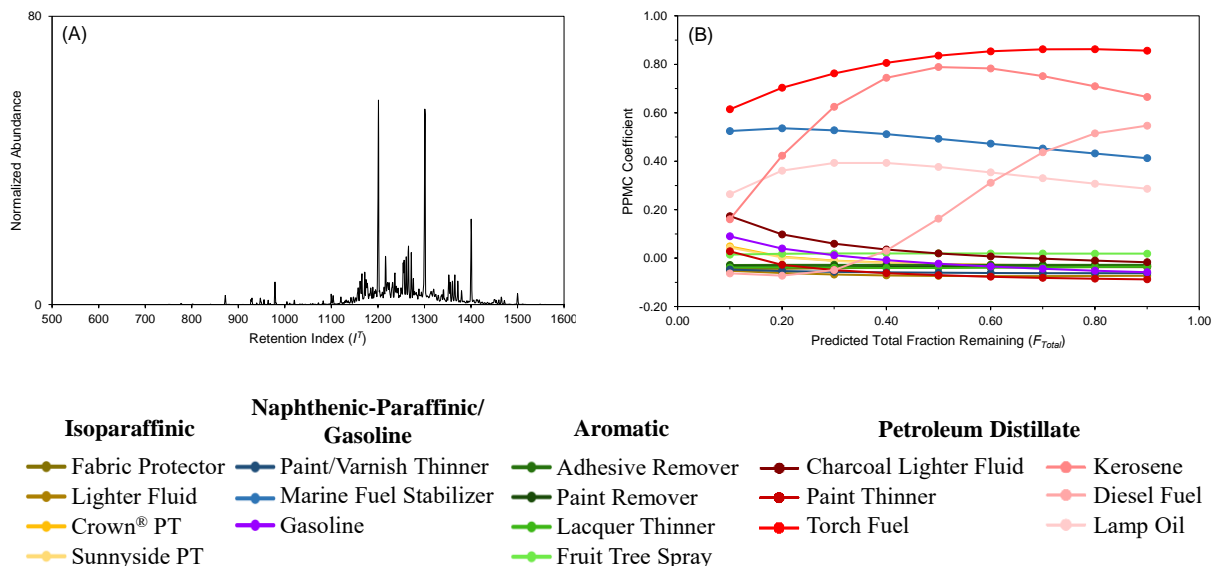 (A)
80
0
Normalized Abundance
500 600 700 800 900 1000 1100 1200 1300 1400 1500 1600
Retention Index (I^T)
(B)
1.00
0.80
0.60
0.40
0.20
0.00
-0.20
PPMC Coefficient
0.00 0.20 0.40 0.60 0.80 1.00
Predicted Total Fraction Remaining (F_Total)
Isoparaffinic
Fabric Protector
Lighter Fluid
Crown® PT
Sunnyside PT
Naphthenic-Paraffinic/
Gasoline
Paint/Varnish Thinner
Marine Fuel Stabilizer
Gasoline
Aromatic
Adhesive Remover
Paint Remover
Lacquer Thinner
Fruit Tree Spray
Petroleum Distillate
Charcoal Lighter Fluid
Paint Thinner
Torch Fuel
Kerosene
Diesel Fuel
Lamp Oil